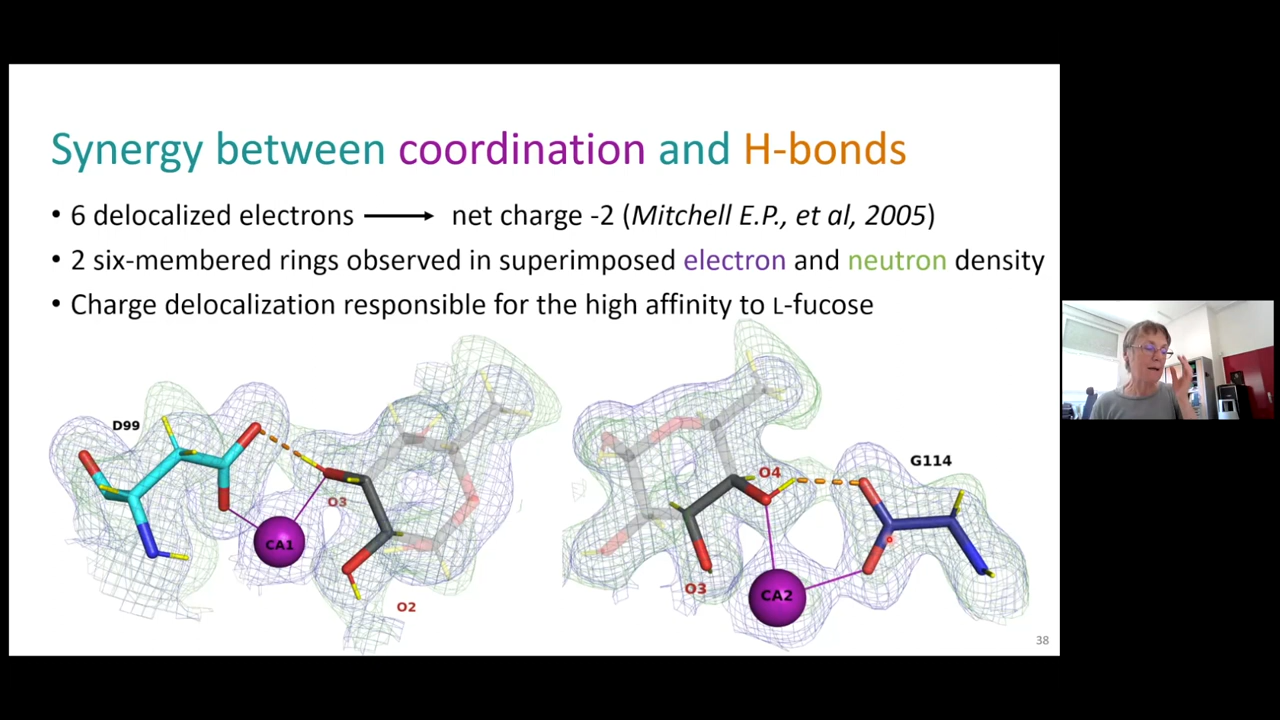 Synergy between coordination and H-bonds
• 6 delocalized electrons ⟶ net charge -2 (Mitchell E.P., et al, 2005)
• 2 six-membered rings observed in superimposed electron and neutron density
• Charge delocalization responsible for the high affinity to L-fucose
D99
O3
CA1
O2
O4
G114
O3
CA2
38